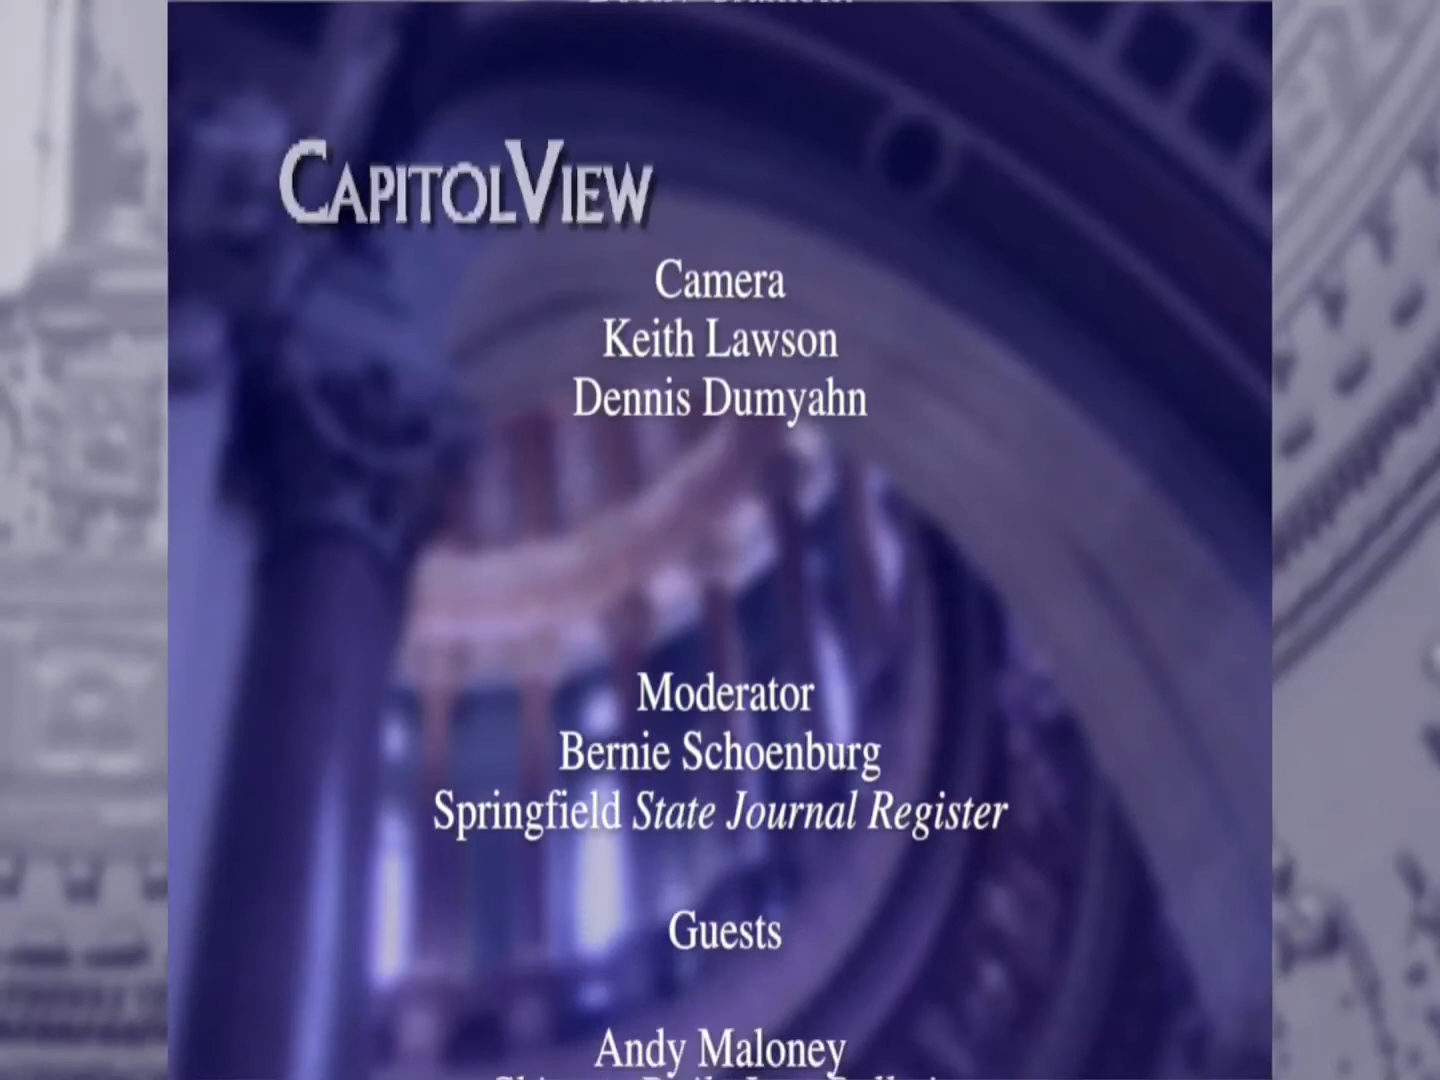 CAPITOLVIEW
Camera
Keith Lawson
Dennis Dumyahn
Moderator
Bernie Schoenburg
Springfield State Journal Register
Guests
Andy Maloney